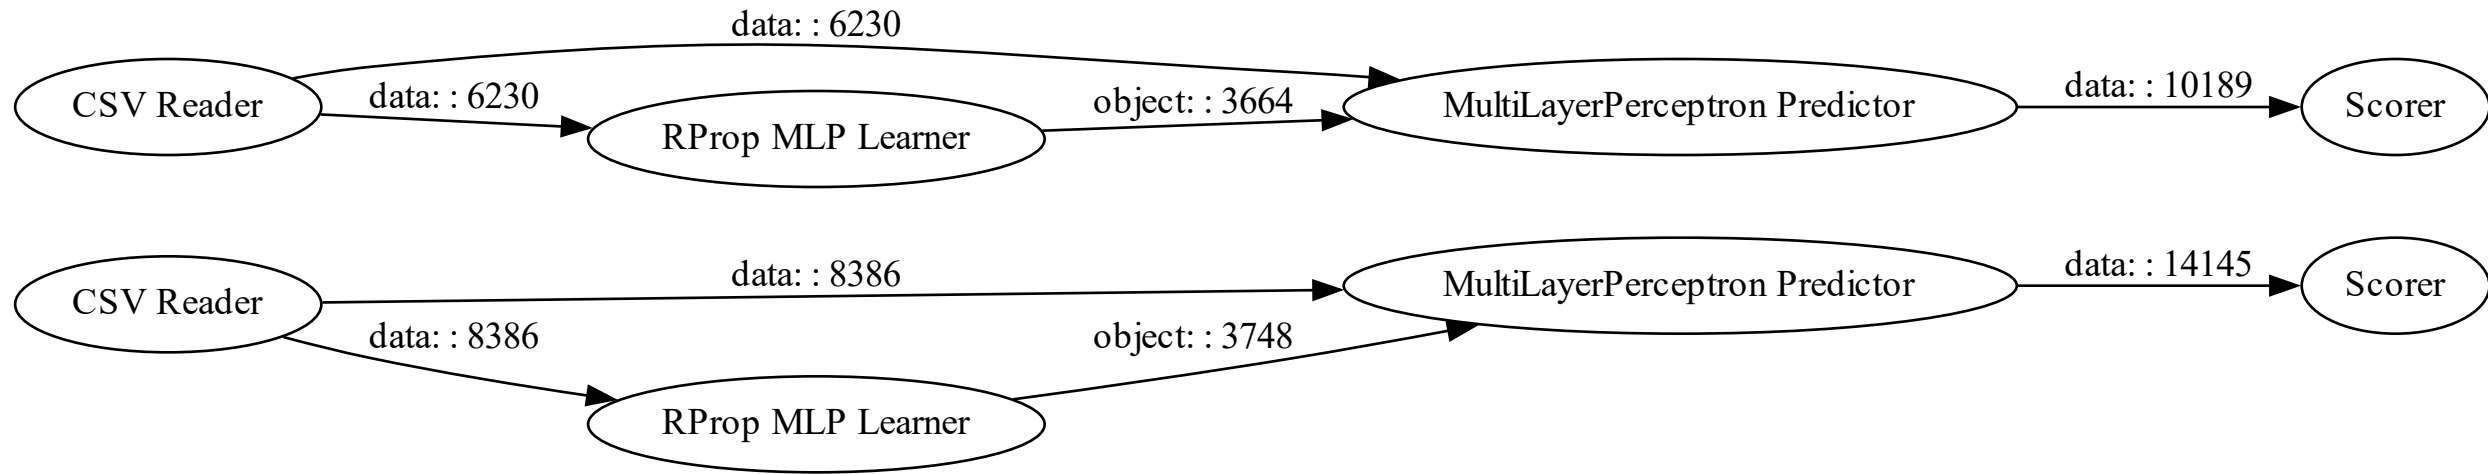 data: : 6230
CSV Reader
data: : 6230
RProp MLP Learner
object: : 3664
MultiLayerPerceptron Predictor
data: : 10189
Scorer
CSV Reader
data: : 8386
data: : 8386
RProp MLP Learner
object: : 3748
MultiLayerPerceptron Predictor
data: : 14145
Scorer